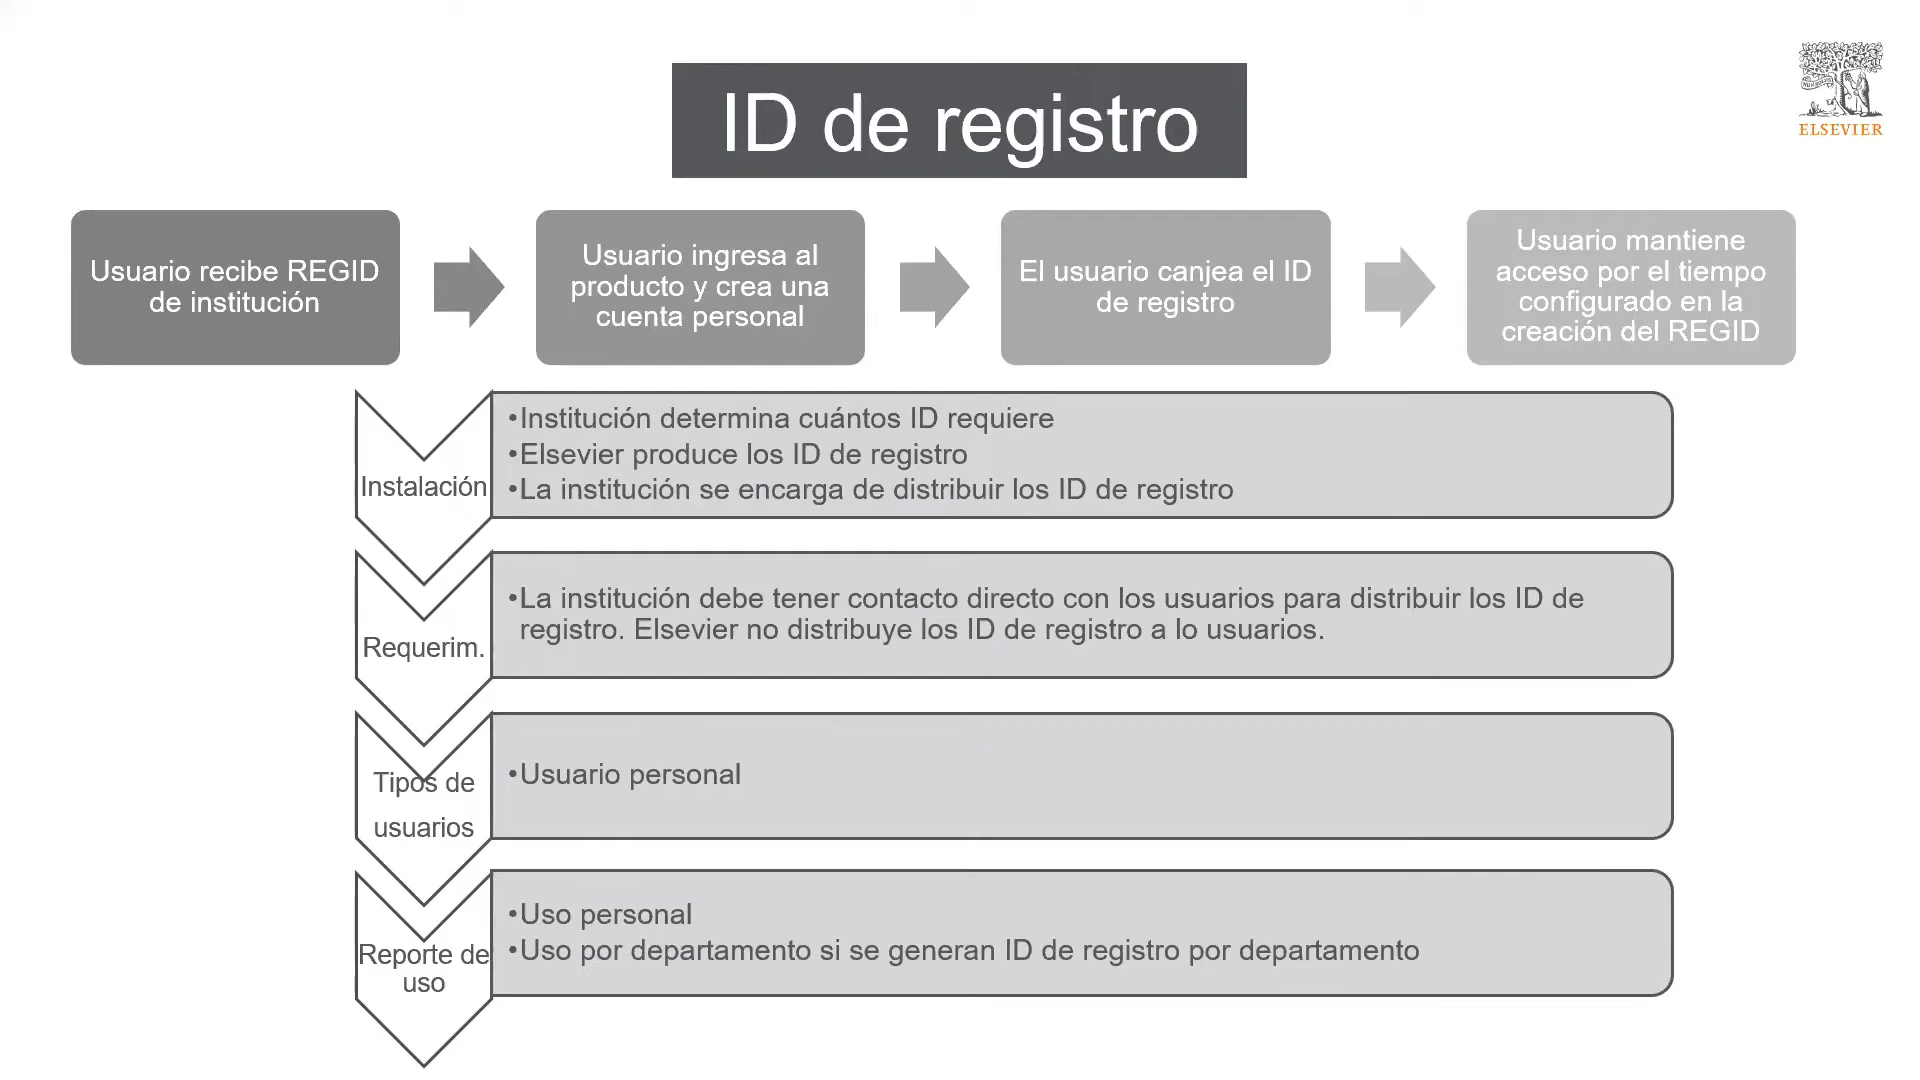 ID de registro
ELSEVIER
Usuario recibe REGID
de institución
Usuario ingresa al
producto y crea una
cuenta personal
El usuario canjea el ID
de registro
Usuario mantiene
acceso por el tiempo
configurado en la
creación del REGID
Instalación
•Institución determina cuántos ID requiere
•Elsevier produce los ID de registro
•La institución se encarga de distribuir los ID de registro
Requerim.
•La institución debe tener contacto directo con los usuarios para distribuir los ID de
registro. Elsevier no distribuye los ID de registro a lo usuarios.
Tipos de
usuarios
•Usuario personal
Reporte de
uso
•Uso personal
•Uso por departamento si se generan ID de registro por departamento